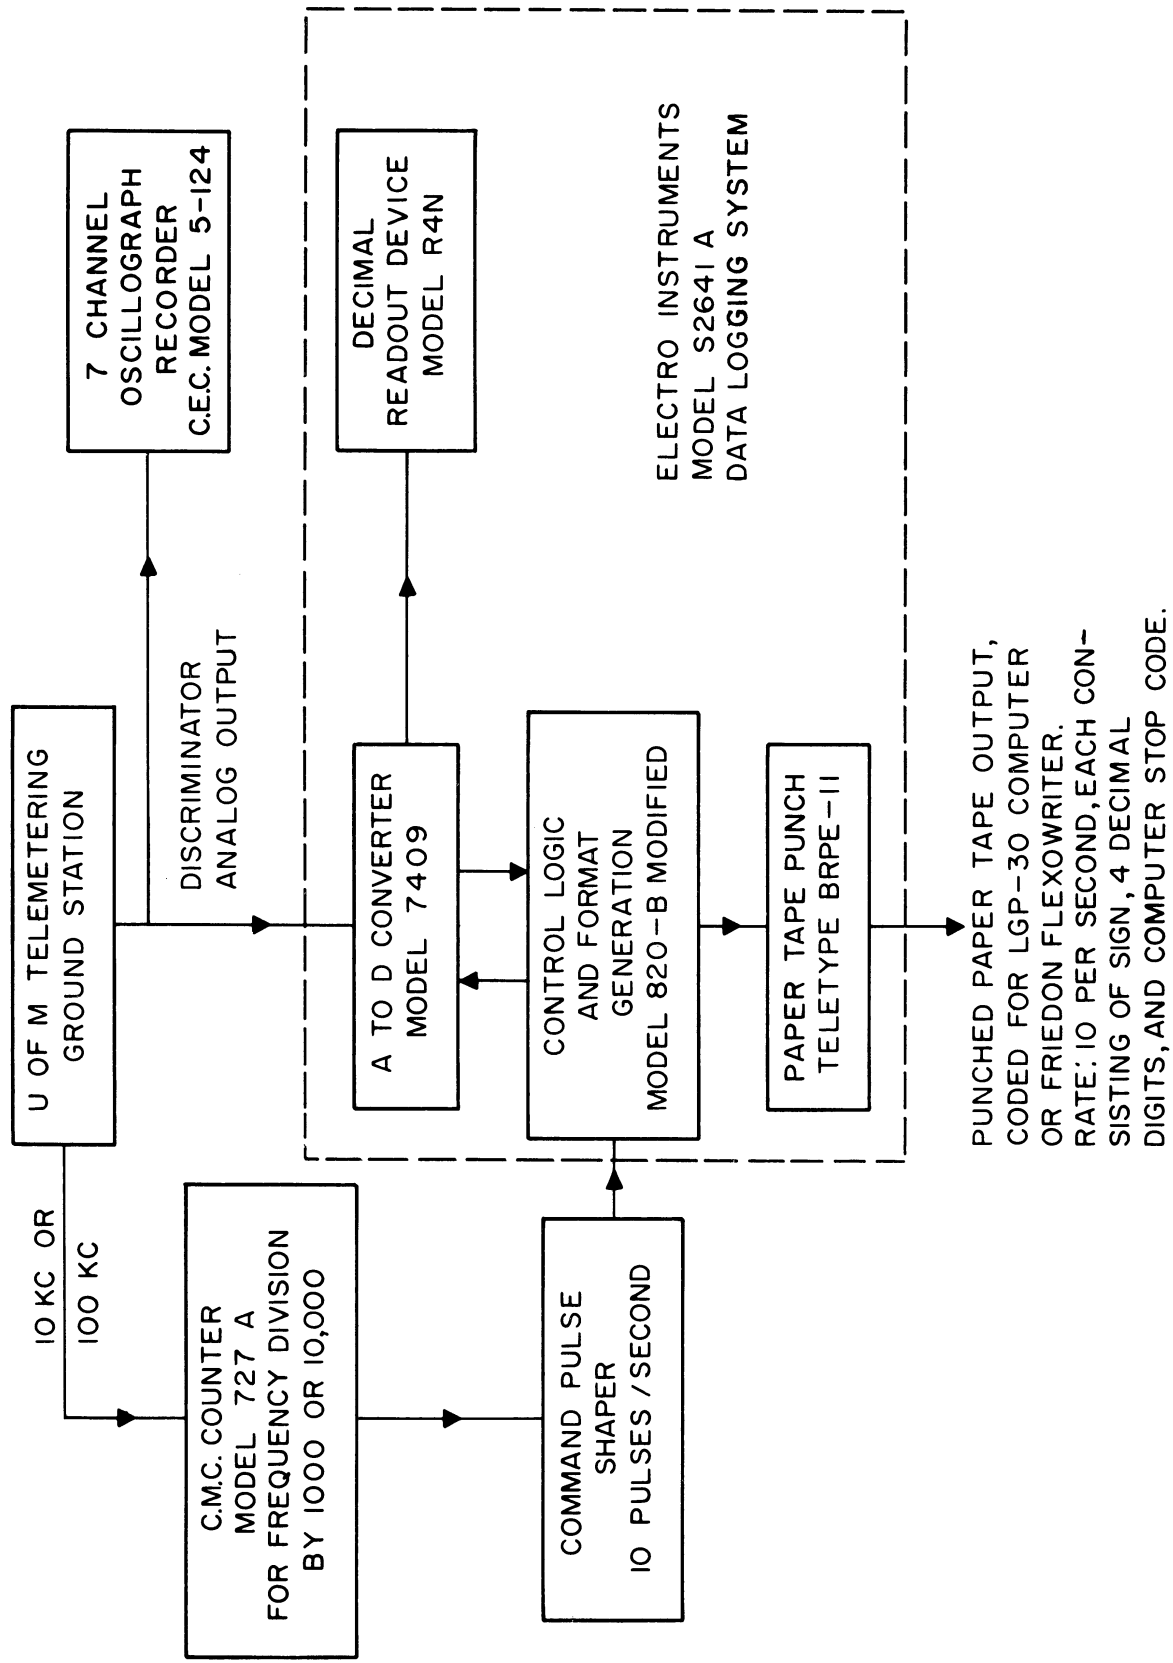 U OF M TELEMETERING
GROUND STATION
10 KC OR
100 KC
DISCRIMINATOR
ANALOG OUTPUT
7 CHANNEL
OSCILLOGRAPH
RECORDER
C.E.C. MODEL 5-124
C.M.C. COUNTER
MODEL 727 A
FOR FREQUENCY DIVISION
BY 1000 OR 10,000
A TO D CONVERTER
MODEL 7409
DECIMAL
READOUT DEVICE
MODEL R4N
COMMAND PULSE
SHAPER
10 PULSES/SECOND
CONTROL LOGIC
AND FORMAT
GENERATION
MODEL 820-B MODIFIED
ELECTRO INSTRUMENTS
MODEL S2641 A
DATA LOGGING SYSTEM
PAPER TAPE PUNCH
TELETYPE BRPE-11
PUNCHED PAPER TAPE OUTPUT,
CODED FOR LGP-30 COMPUTER
OR FRIEDON FLEXOWRITER.
RATE: 10 PER SECOND, EACH CON-
SISTING OF SIGN, 4 DECIMAL
DIGITS, AND COMPUTER STOP CODE.